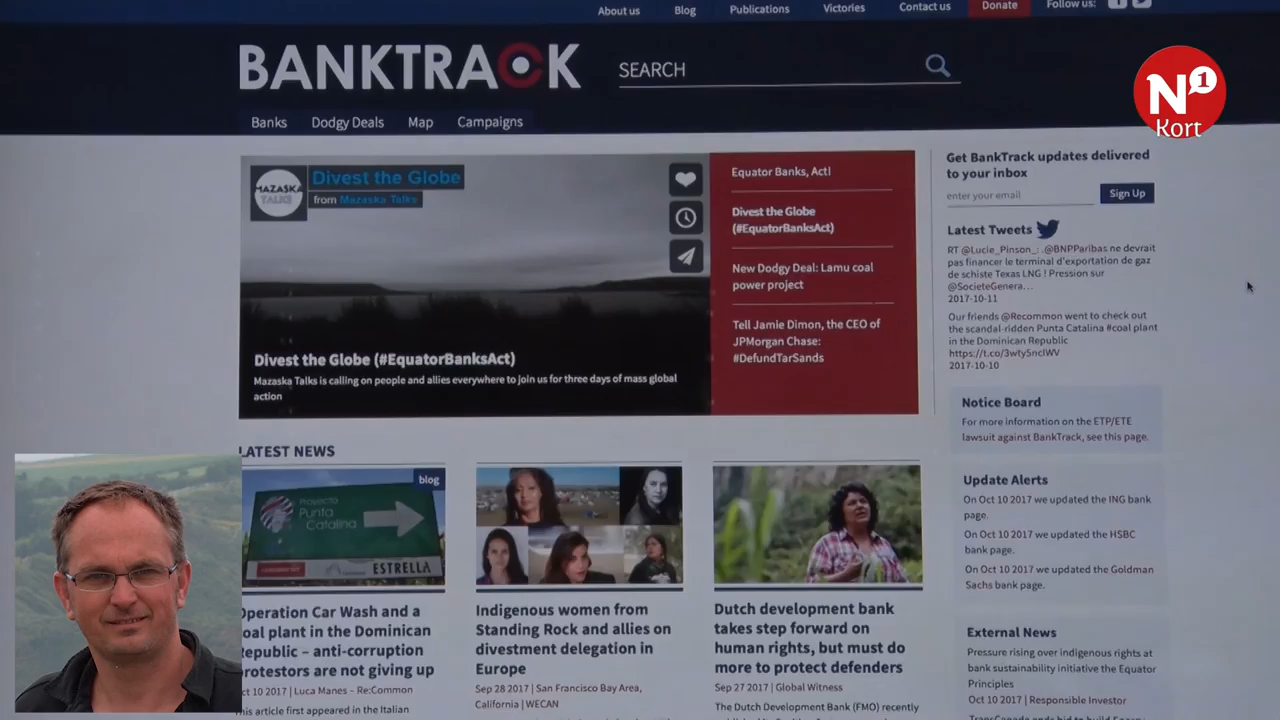 About us
Blog
Publications
Victories
Contact us
Donate
Follow us:
BANKTRACK
SEARCH
N1
Kort
Banks
Dodgy Deals
Map
Campaigns
MAZASKA
TALKS
Divest the Globe
from Mazaska Talks
Divest the Globe (#EquatorBanksAct)
Mazaska Talks is calling on people and allies everywhere to join us for three days of mass global
action
Equator Banks, Act!
Divest the Globe
(#EquatorBanksAct)
New Dodgy Deal: Lamu coal
power project
Tell Jamie Dimon, the CEO of
JPMorgan Chase:
#DefundTarSands
Get BankTrack updates delivered
to your inbox
enter your email
Sign Up
Latest Tweets
RT @Lucie_Pinson_: .@BNPParibas ne devrait
pas financer le terminal d'exportation de gaz
de schiste Texas LNG ! Pression sur
@SocieteGenera…
2017-10-11
Our friends @Recommon went to check out
the scandal-ridden Punta Catalina #coal plant
in the Dominican Republic
https://t.co/3wty5ncIWV
2017-10-10
Notice Board
For more information on the ETP/ETE
lawsuit against BankTrack, see this page.
Update Alerts
On Oct 10 2017 we updated the ING bank
page.
On Oct 10 2017 we updated the HSBC
bank page.
On Oct 10 2017 we updated the Goldman
Sachs bank page.
External News
Pressure rising over indigenous rights at
bank sustainability initiative the Equator
Principles
Oct 10 2017 | Responsible Investor
TransCanada ends bid to build Energy
LATEST NEWS
blog
Proyecto
Punta
Catalina
ESTRELLA
Operation Car Wash and a
coal plant in the Dominican
Republic – anti-corruption
protestors are not giving up
Oct 10 2017 | Luca Manes - Re:Common
This article first appeared in the Italian
Indigenous women from
Standing Rock and allies on
divestment delegation in
Europe
Sep 28 2017 | San Francisco Bay Area,
California | WECAN
Dutch development bank
takes step forward on
human rights, but must do
more to protect defenders
Sep 27 2017 | Global Witness
The Dutch Development Bank (FMO) recently